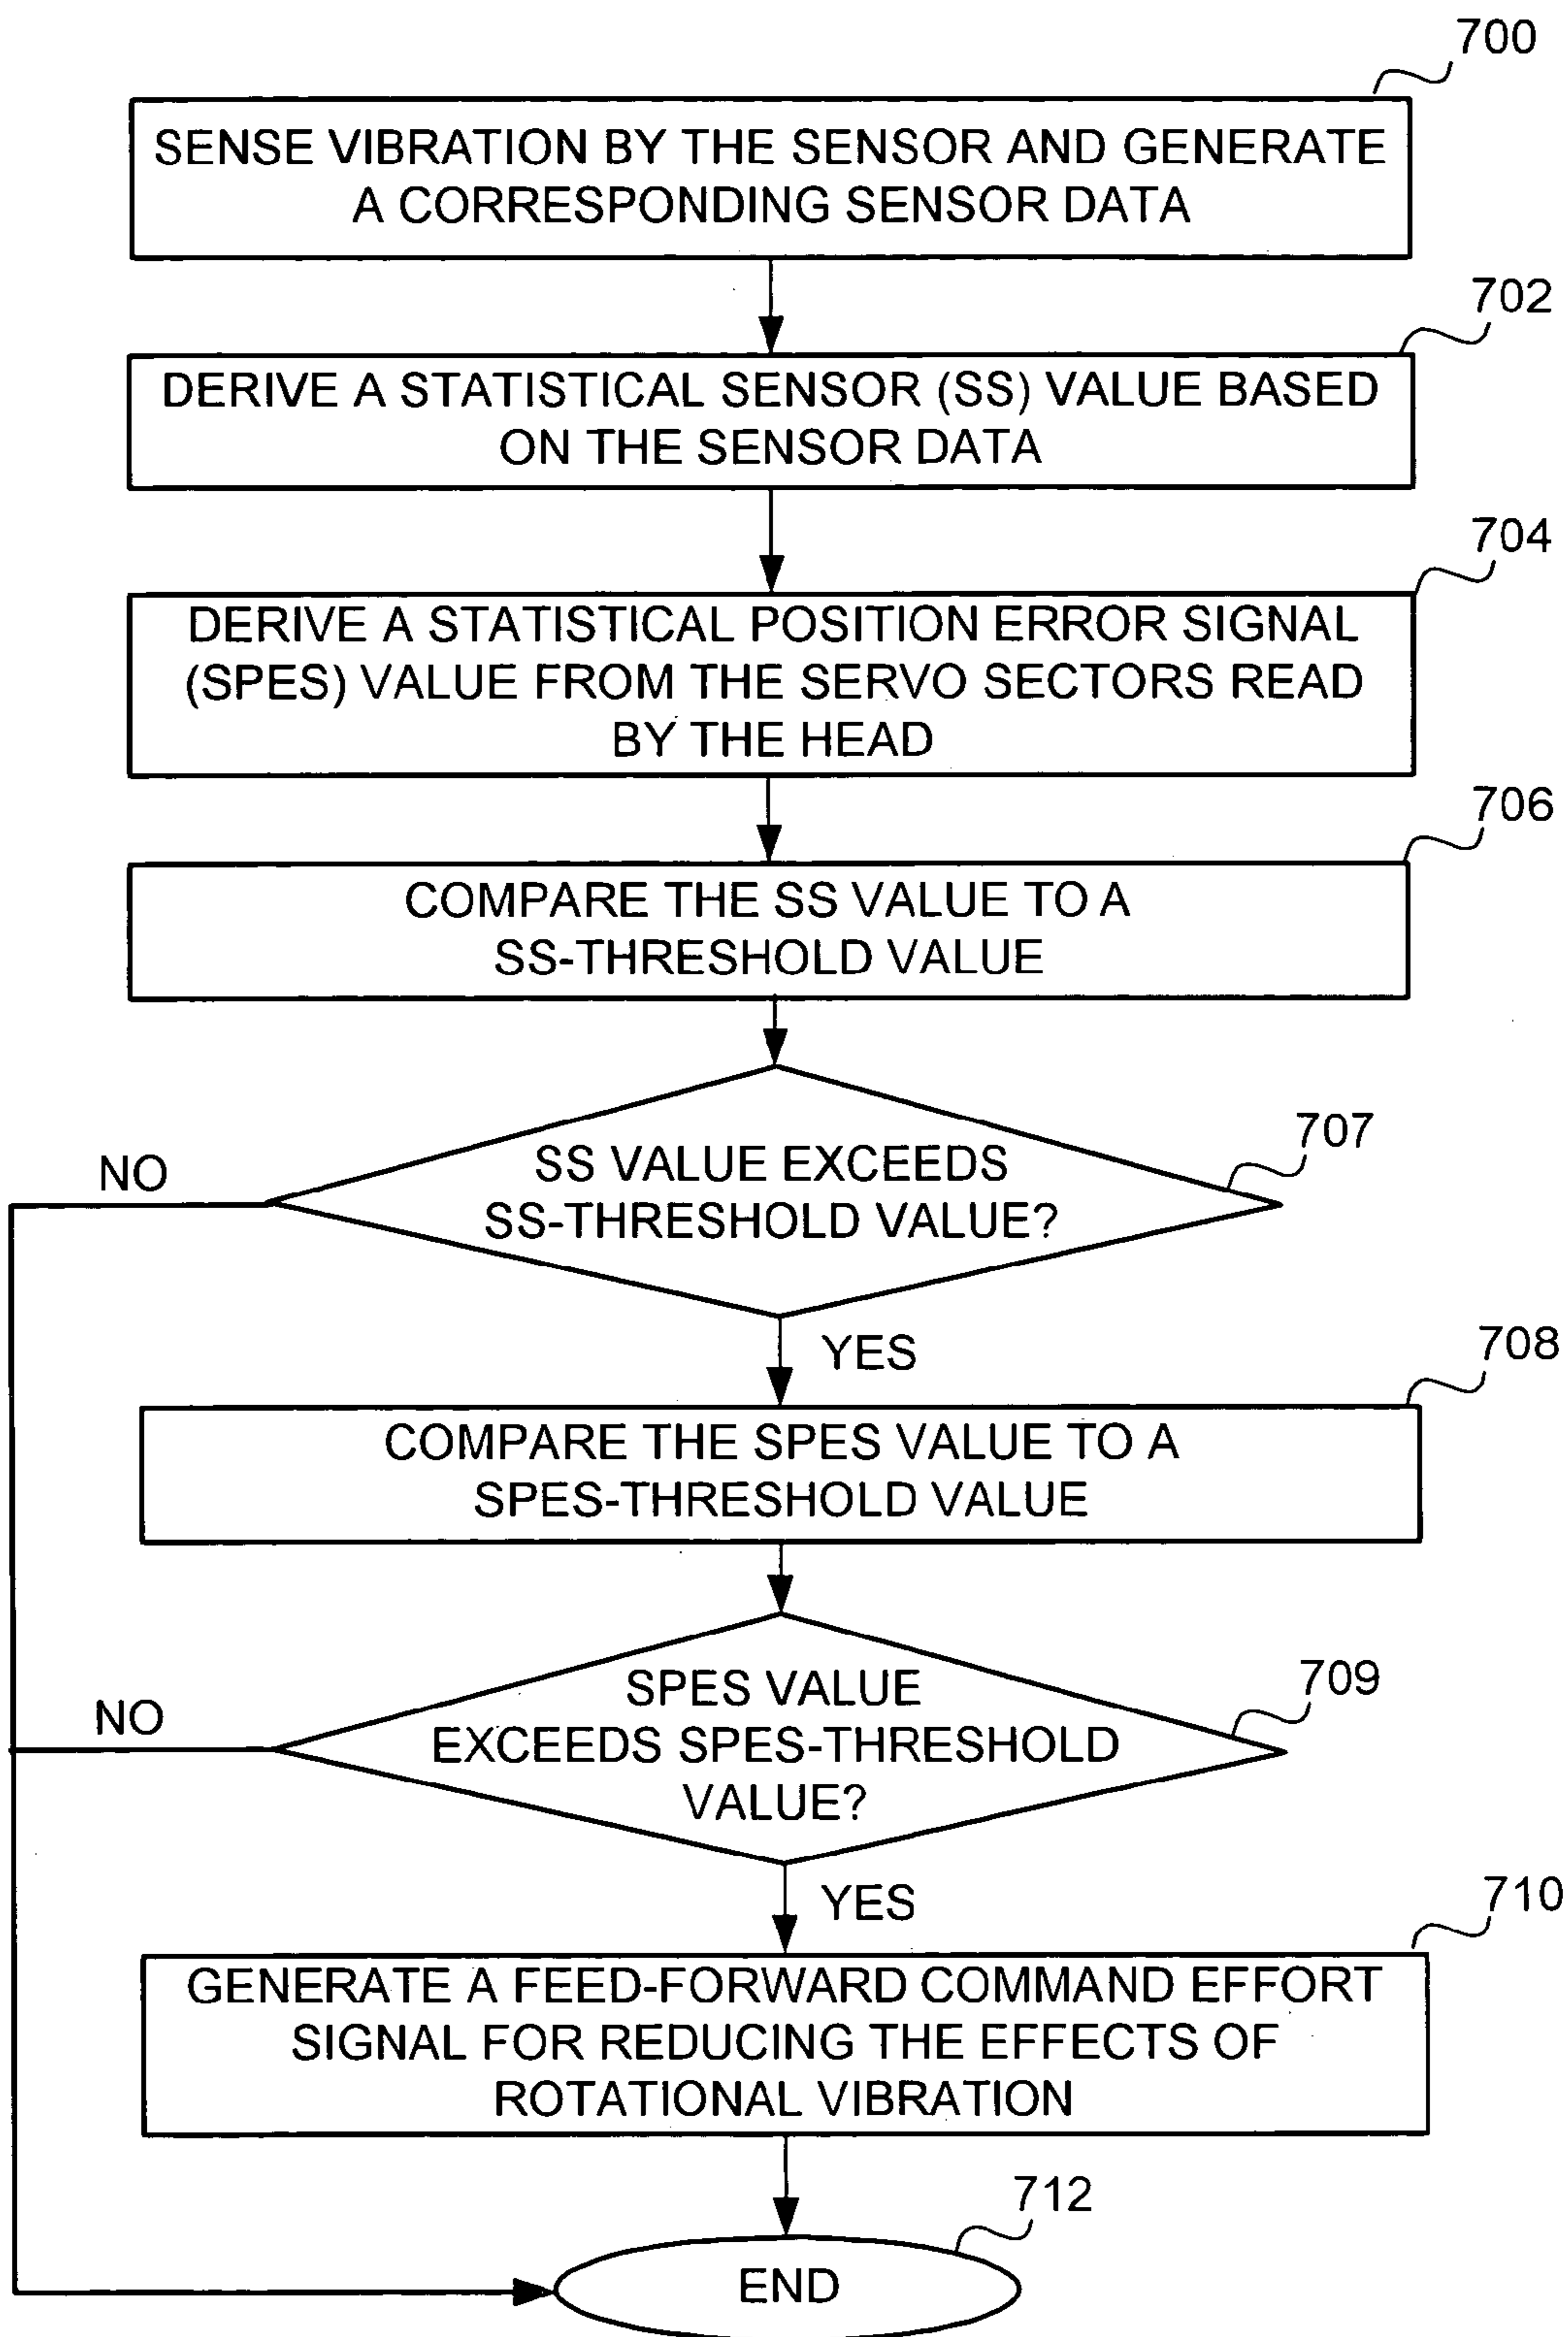 700
SENSE VIBRATION BY THE SENSOR AND GENERATE
A CORRESPONDING SENSOR DATA
702
DERIVE A STATISTICAL SENSOR (SS) VALUE BASED
ON THE SENSOR DATA
704
DERIVE A STATISTICAL POSITION ERROR SIGNAL
(SPES) VALUE FROM THE SERVO SECTORS READ
BY THE HEAD
706
COMPARE THE SS VALUE TO A
SS-THRESHOLD VALUE
707
NO
SS VALUE EXCEEDS
SS-THRESHOLD VALUE?
YES
708
COMPARE THE SPES VALUE TO A
SPES-THRESHOLD VALUE
709
NO
SPES VALUE
EXCEEDS SPES-THRESHOLD
VALUE?
YES
710
GENERATE A FEED-FORWARD COMMAND EFFORT
SIGNAL FOR REDUCING THE EFFECTS OF
ROTATIONAL VIBRATION
712
END